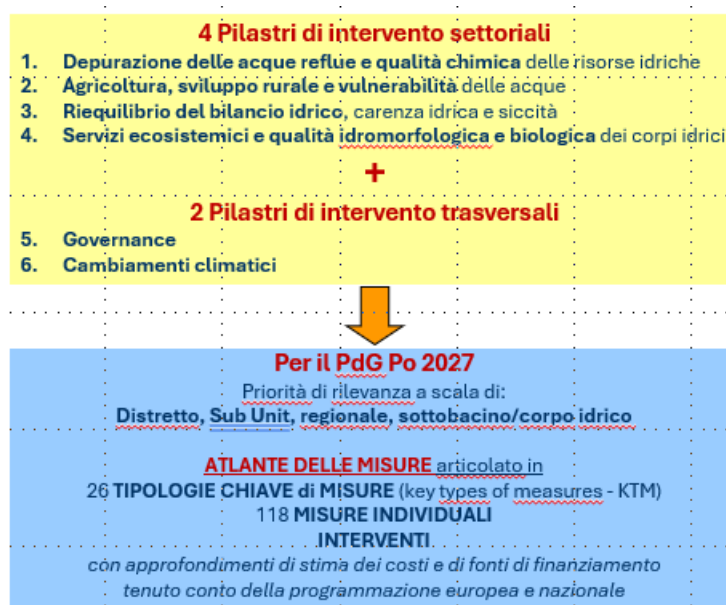 4 Pilastri di intervento settoriali
1. Depurazione delle acque reflue e qualità chimica delle risorse idriche
2. Agricoltura, sviluppo rurale e vulnerabilità delle acque
3. Riequilibrio del bilancio idrico, carenza idrica e siccità
4. Servizi ecosistemici e qualità idromorfologica e biologica dei corpi idrici
+
2 Pilastri di intervento trasversali
5. Governance
6. Cambiamenti climatici
Per il PdG Po 2027
Priorità di rilevanza a scala di:
Distretto, Sub Unit, regionale, sottobacino/corpo idrico
ATLANTE DELLE MISURE articolato in
26 TIPOLOGIE CHIAVE di MISURE (key types of measures - KTM)
118 MISURE INDIVIDUALI
INTERVENTI
con approfondimenti di stima dei costi e di fonti di finanziamento
tenuto conto della programmazione europea e nazionale